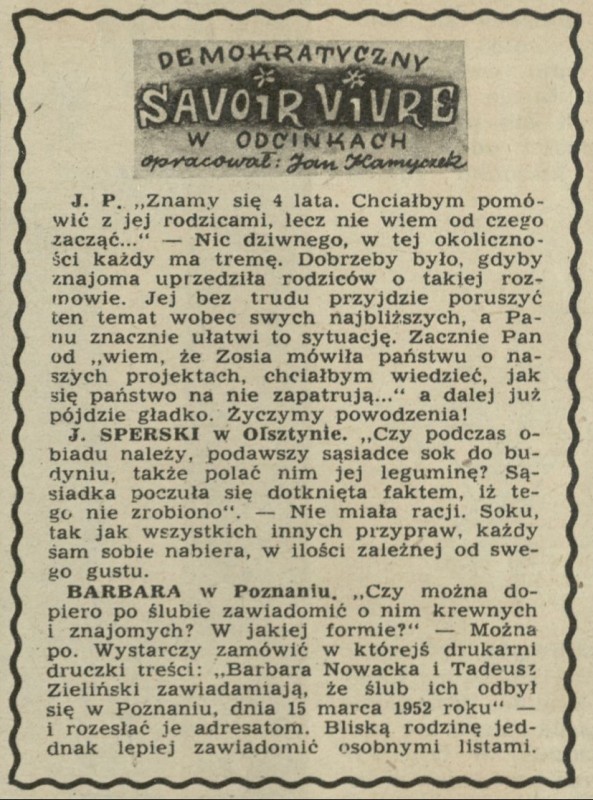 DEMOKRATYCZNY
SAVOiR ViVRE
W ODCINKACH
opracował: Jan Kamyczek
J. P. „Znamy się 4 lata. Chciałbym pomó-
wić z jej rodzicami, lecz nie wiem od czego
zacząć...“ — Nic dziwnego, w tej okoliczno-
ści każdy ma tremę. Dobrzeby było, gdyby
znajoma uprzedziła rodziców o takiej roz-
mowie. Jej bez trudu przyjdzie poruszyć
ten temat wobec swych najbliższych, a Pa-
nu znacznie ułatwi to sytuację. Zacznie Pan
od „wiem, że Zosia mówiła państwu o na-
szych projektach, chciałbym wiedzieć, jak
się państwo na nie zapatrują...“ a dalej już
pójdzie gładko. Życzymy powodzenia!
J. SPERSKI w Olsztynie. „Czy podczas o-
biadu należy, podawszy sąsiadce sok do bu-
dyniu, także polać nim jej leguminę? Są-
siadka poczuła się dotknięta faktem, iż te-
go nie zrobiono“. — Nie miała racji. Soku,
tak jak wszystkich innych przypraw, każdy
sam sobie nabiera, w ilości zależnej od swe-
go gustu.
BARBARA w Poznaniu. „Czy można do-
piero po ślubie zawiadomić o nim krewnych
i znajomych? W jakiej formie?“ — Można
po. Wystarczy zamówić w którejś drukarni
druczki treści: „Barbara Nowacka i Tadeusz
Zieliński zawiadamiają, że ślub ich odbył
się w Poznaniu, dnia 15 marca 1952 roku“ —
i rozesłać je adresatom. Bliską rodzinę jed-
dnak lepiej zawiadomić osobnymi listami.